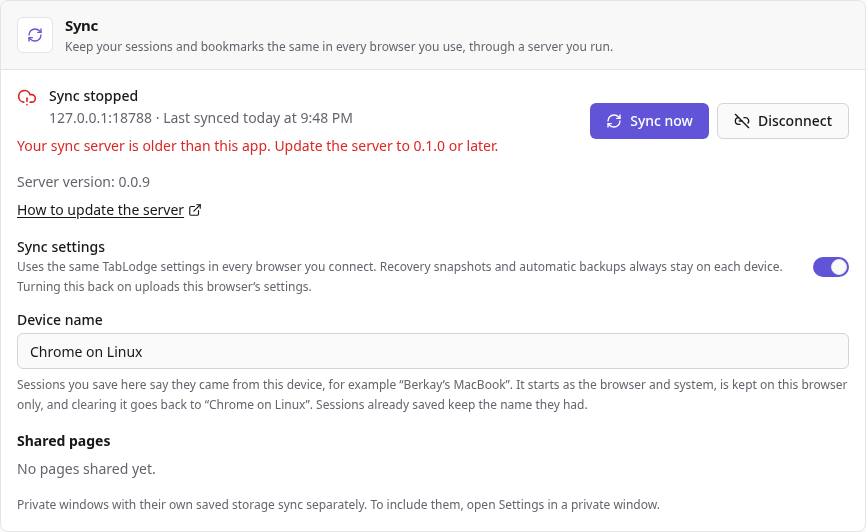 Sync
Keep your sessions and bookmarks the same in every browser you use, through a server you run.
Sync stopped
127.0.0.1:18788 · Last synced today at 9:48 PM
Sync now
Disconnect
Your sync server is older than this app. Update the server to 0.1.0 or later.
Server version: 0.0.9
How to update the server
Sync settings
Uses the same TabLodge settings in every browser you connect. Recovery snapshots and automatic backups always stay on each device.
Turning this back on uploads this browser’s settings.
Device name
Chrome on Linux
Sessions you save here say they came from this device, for example “Berkay’s MacBook”. It starts as the browser and system, is kept on this browser
only, and clearing it goes back to “Chrome on Linux”. Sessions already saved keep the name they had.
Shared pages
No pages shared yet.
Private windows with their own saved storage sync separately. To include them, open Settings in a private window.